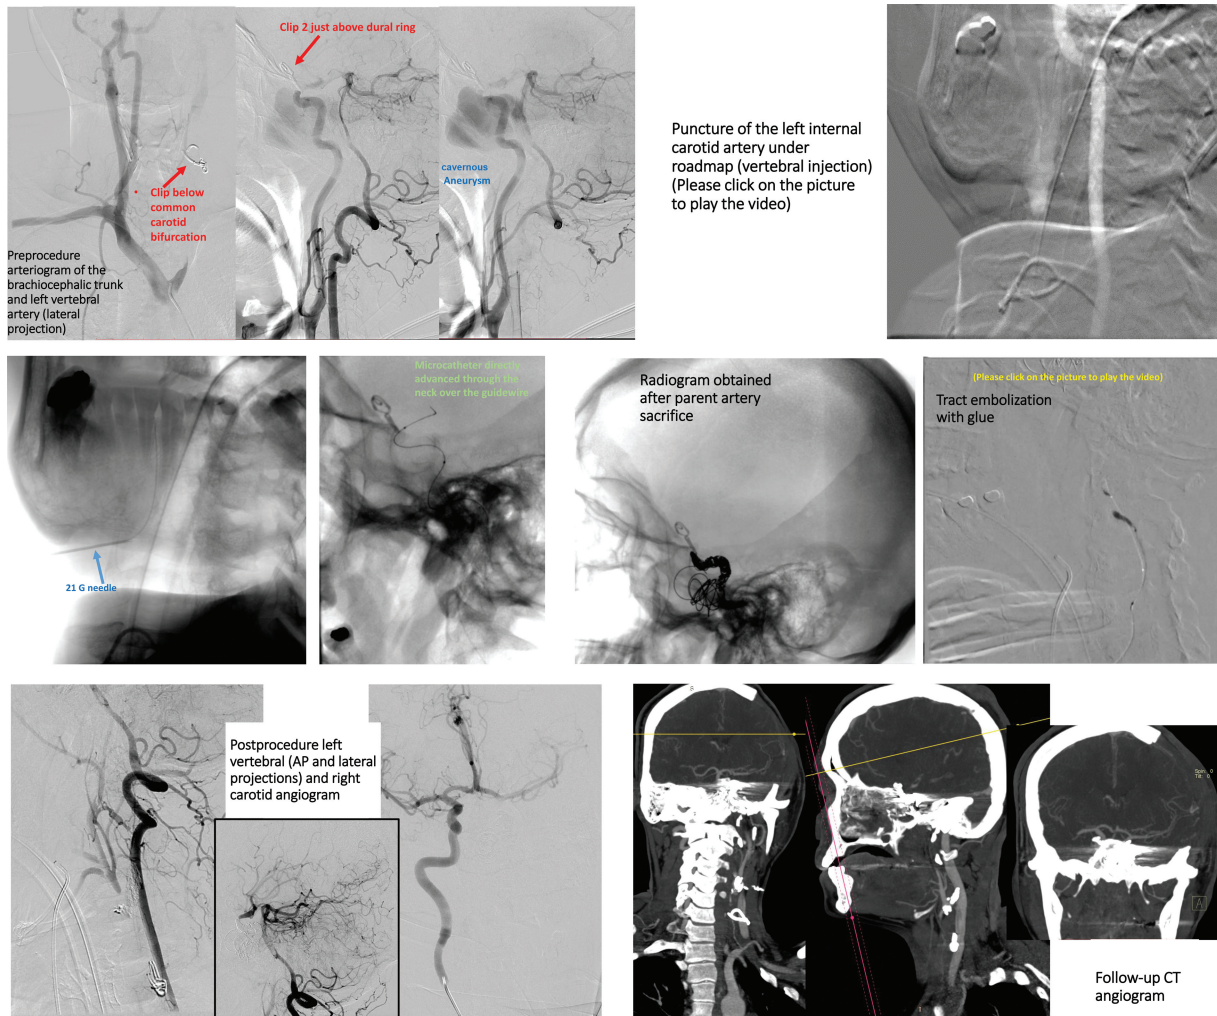 Clip 2 just above dural ring
• Clip below
common
carotid
bifurcation
cavernous
Aneurysm
Preprocedure
arteriogram of the
brachiocephalic trunk
and left vertebral
artery (lateral
projection)
Puncture of the left internal
carotid artery under
roadmap (vertebral injection)
(Please click on the picture
to play the video)
21 G needle
Microcatheter directly
advanced through the
neck over the guidewire
Radiogram obtained
after parent artery
sacrifice
(Please click on the picture to play the video)
Tract embolization
with glue
Postprocedure left
vertebral (AP and lateral
projections) and right
carotid angiogram
Spin: 0
Tilt: 0
A
Follow-up CT
angiogram